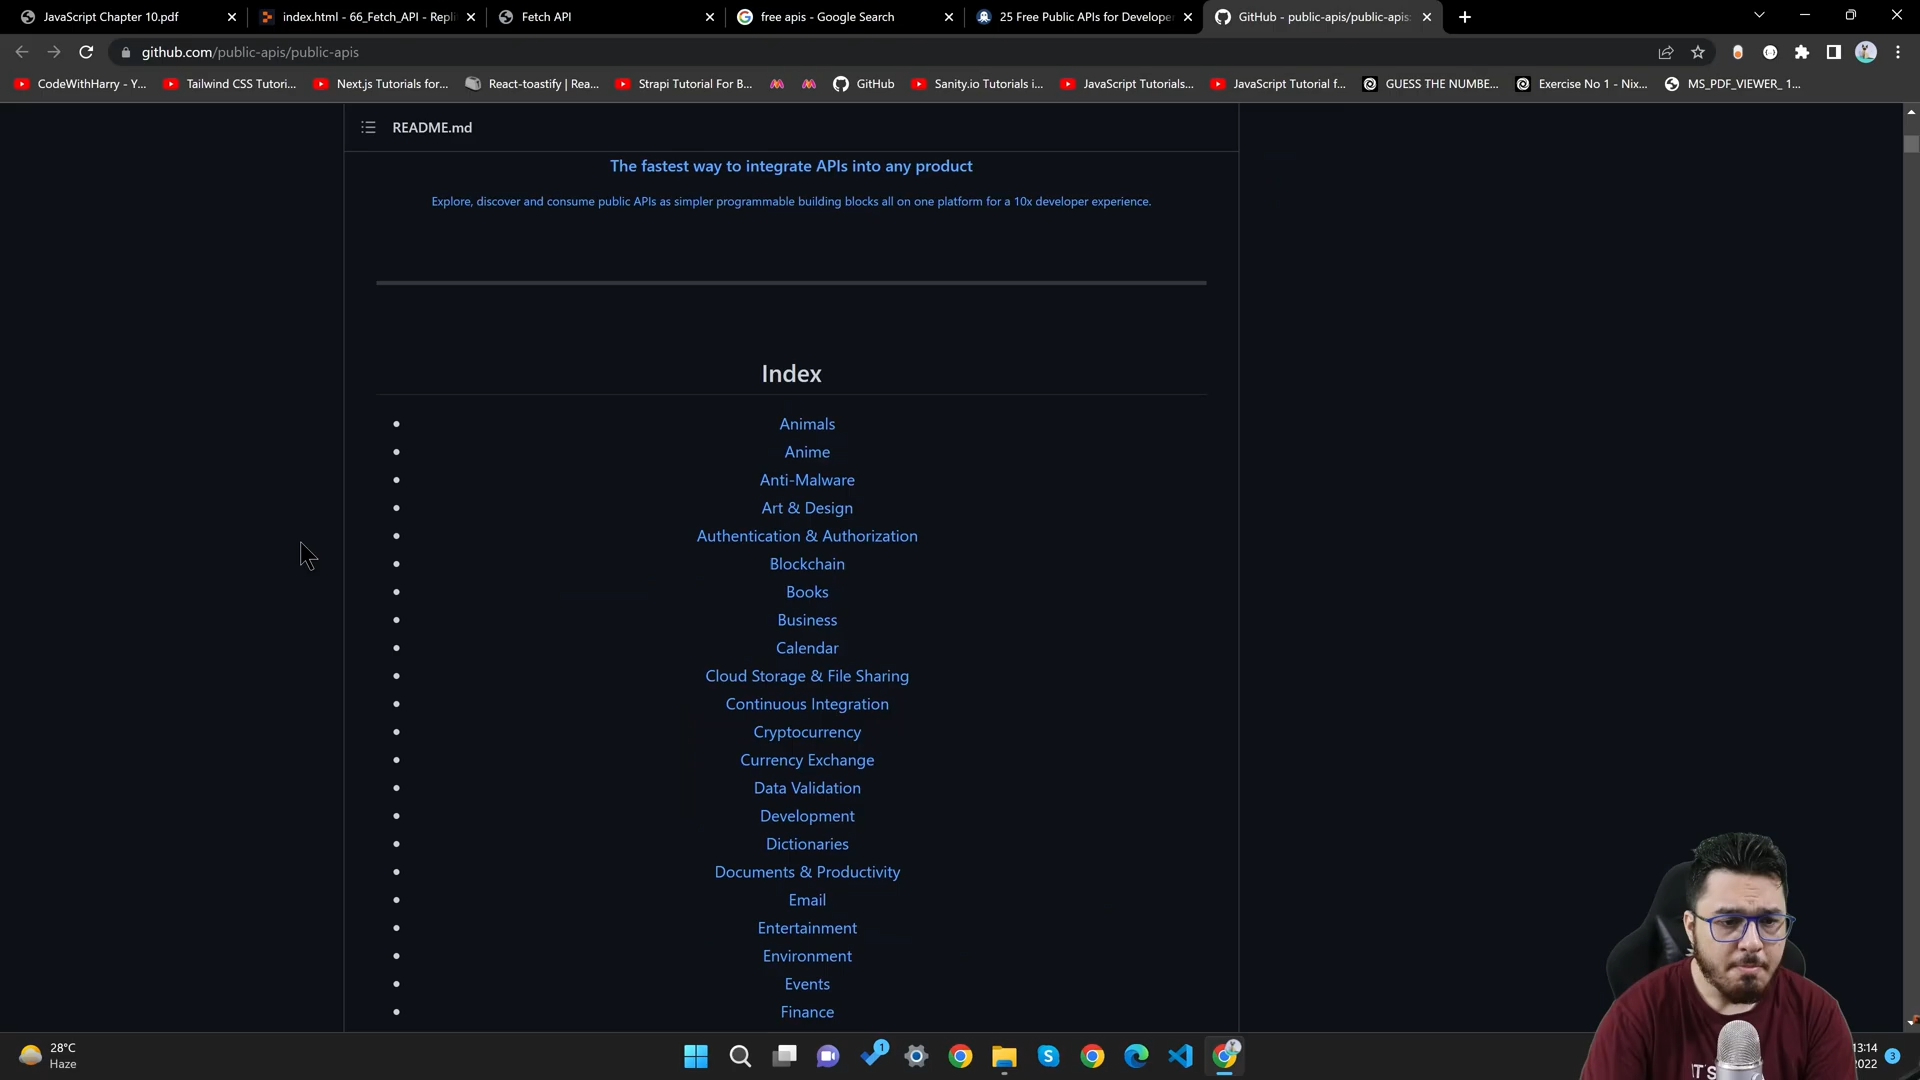 JavaScript Chapter 10.pdf
index.html - 66_Fetch_API - Repli
Fetch API
free apis - Google Search
25 Free Public APIs for Develope
GitHub - public-apis/public-apis:
github.com/public-apis/public-apis
CodeWithHarry - Y...
Tailwind CSS Tutori...
Next.js Tutorials for...
React-toastify | Rea...
Strapi Tutorial For B...
GitHub
Sanity.io Tutorials i...
JavaScript Tutorials...
JavaScript Tutorial f...
GUESS THE NUMBE...
Exercise No 1 - Nix...
MS_PDF_VIEWER_ 1...
README.md
The fastest way to integrate APIs into any product
Explore, discover and consume public APIs as simpler programmable building blocks all on one platform for a 10x developer experience.
Index
Animals
Anime
Anti-Malware
Art & Design
Authentication & Authorization
Blockchain
Books
Business
Calendar
Cloud Storage & File Sharing
Continuous Integration
Cryptocurrency
Currency Exchange
Data Validation
Development
Dictionaries
Documents & Productivity
Email
Entertainment
Environment
Events
Finance
28°C
Haze
1
13:14
2022
3
IT'S